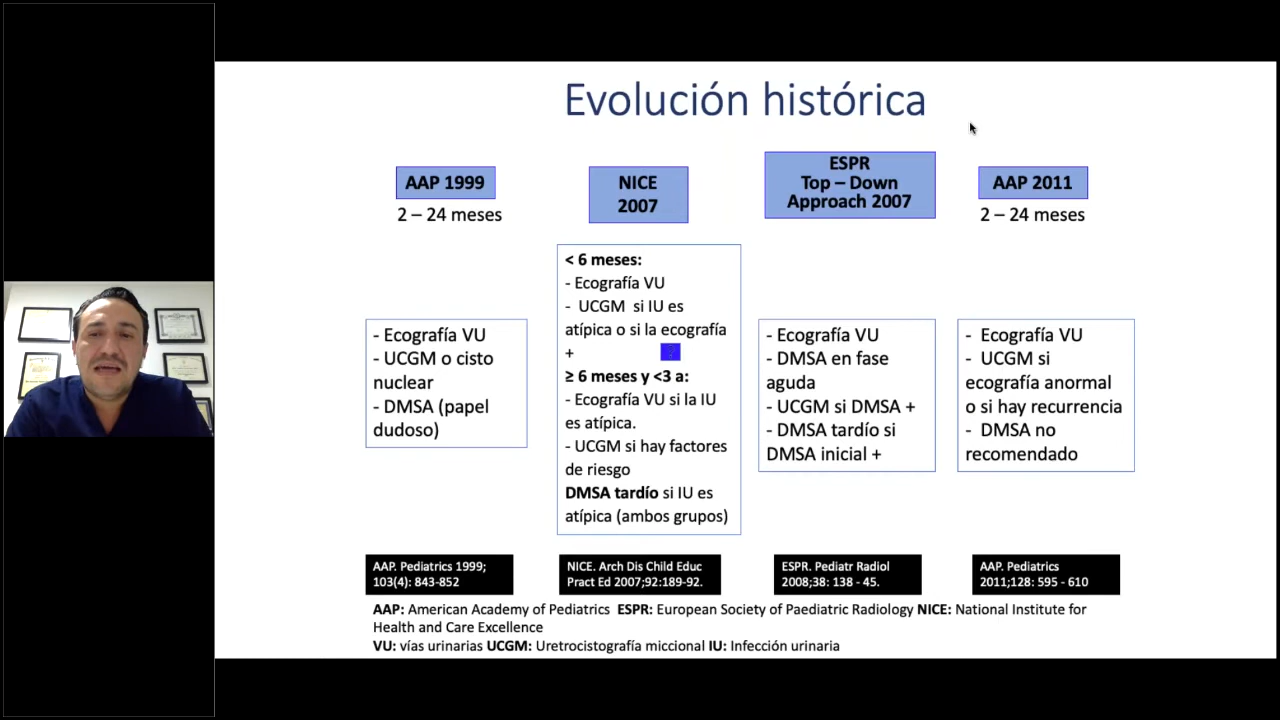 Evolución histórica
AAP 1999
2 – 24 meses
- Ecografía VU
- UCGM o cisto
nuclear
- DMSA (papel
dudoso)
AAP. Pediatrics 1999;
103(4): 843-852
NICE
2007
< 6 meses:
- Ecografía VU
- UCGM si IU es
atípica o si la ecografía
+
≥ 6 meses y <3 a:
- Ecografía VU si la IU
es atípica.
- UCGM si hay factores
de riesgo
DMSA tardío si IU es
atípica (ambos grupos)
NICE. Arch Dis Child Educ
Pract Ed 2007;92:189-92.
ESPR
Top – Down
Approach 2007
- Ecografía VU
- DMSA en fase
aguda
- UCGM si DMSA +
- DMSA tardío si
DMSA inicial +
ESPR. Pediatr Radiol
2008;38: 138 - 45.
AAP 2011
2 – 24 meses
- Ecografía VU
- UCGM si
ecografía anormal
o si hay recurrencia
- DMSA no
recomendado
AAP. Pediatrics
2011;128: 595 - 610
AAP: American Academy of Pediatrics ESPR: European Society of Paediatric Radiology NICE: National Institute for
Health and Care Excellence
VU: vías urinarias UCGM: Uretrocistografía miccional IU: Infección urinaria